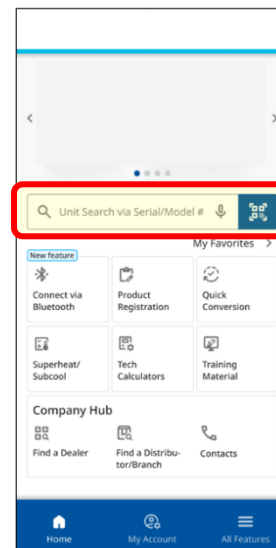 Unit Search via Serial/Model #
My Favorites
New feature
Connect via
Bluetooth
Product
Registration
Quick
Conversion
Superheat/
Subcool
Tech
Calculators
Training
Material
Company Hub
Find a Dealer
Find a Distribu-
tor/Branch
Contacts
Home
My Account
All Features